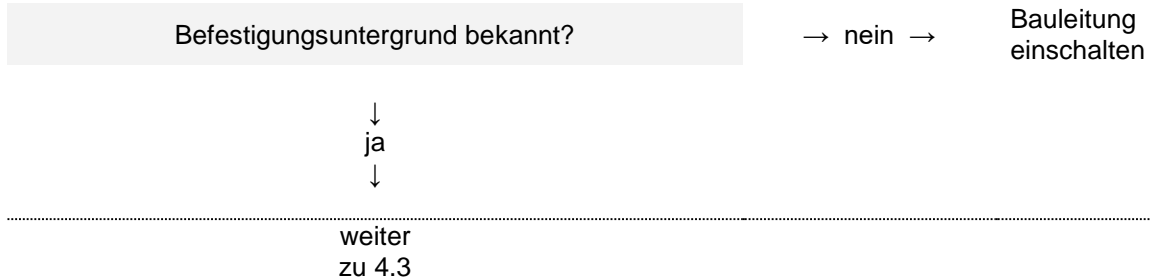 Befestigungsuntergrund bekannt?
→ nein →
Bauleitung
einschalten
↓
ja
↓
weiter
zu 4.3